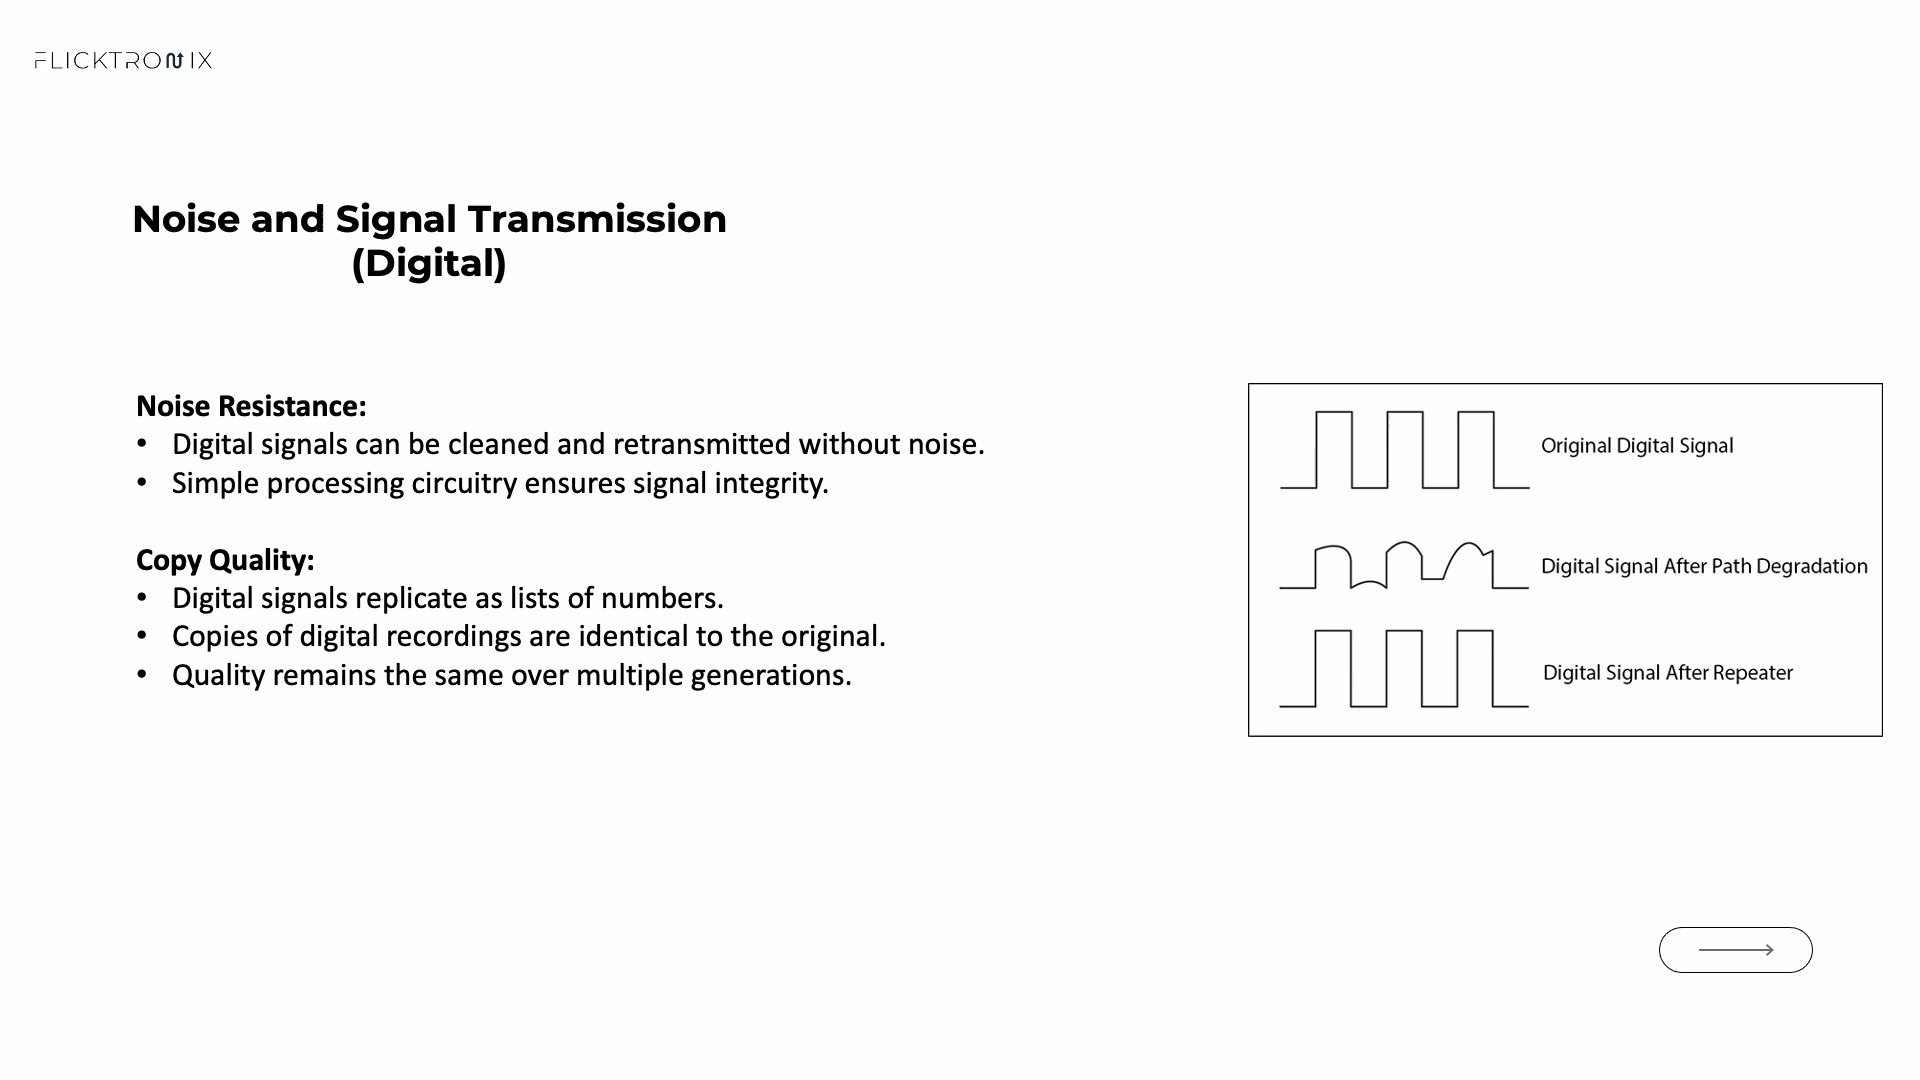 FLICKTRONIX
Noise and Signal Transmission
(Digital)
Noise Resistance:
• Digital signals can be cleaned and retransmitted without noise.
• Simple processing circuitry ensures signal integrity.
Copy Quality:
• Digital signals replicate as lists of numbers.
• Copies of digital recordings are identical to the original.
• Quality remains the same over multiple generations.
Original Digital Signal
Digital Signal After Path Degradation
Digital Signal After Repeater